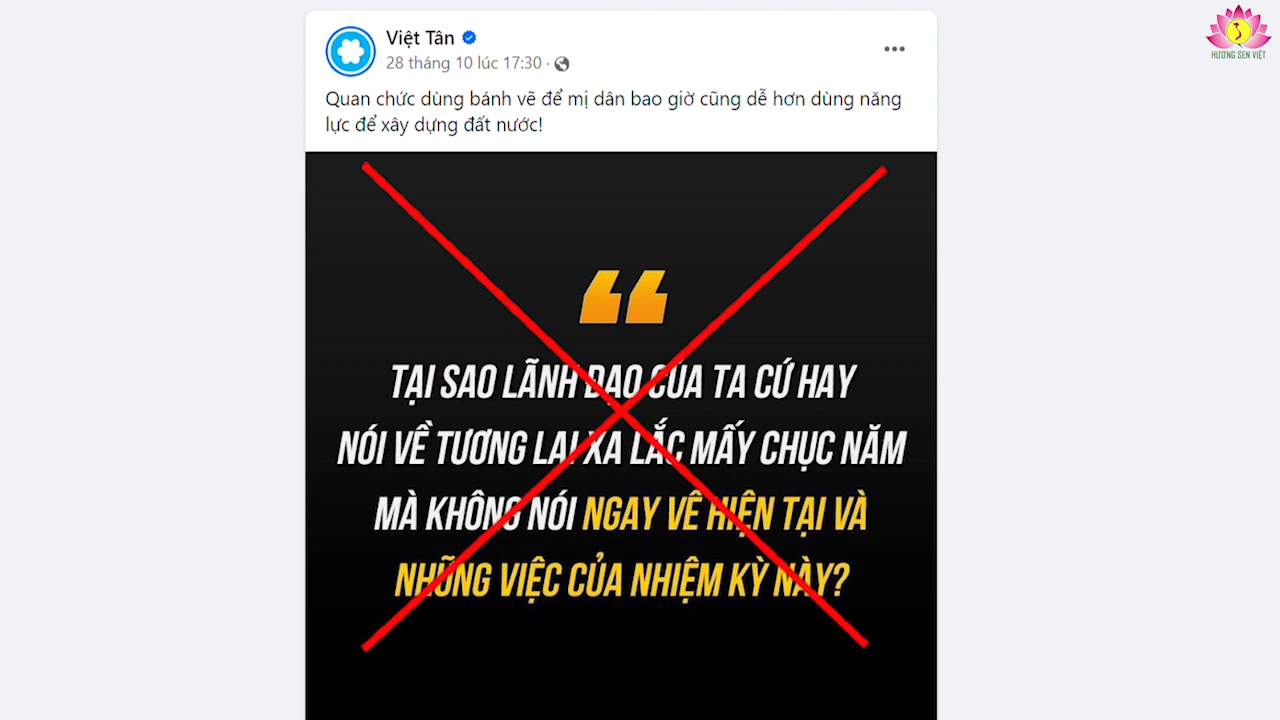 Việt Tân
28 tháng 10 lúc 17:30 ·
Quan chức dùng bánh vẽ để mị dân bao giờ cũng dễ hơn dùng năng
lực để xây dựng đất nước!
TẠI SAO LÃNH ĐẠO CỦA TA CỨ HAY
NÓI VỀ TƯƠNG LAI XA LẮC MẤY CHỤC NĂM
MÀ KHÔNG NÓI NGAY VỀ HIỆN TẠI VÀ
NHỮNG VIỆC CỦA NHIỆM KỲ NÀY?
3
HƯƠNG SEN VIỆT